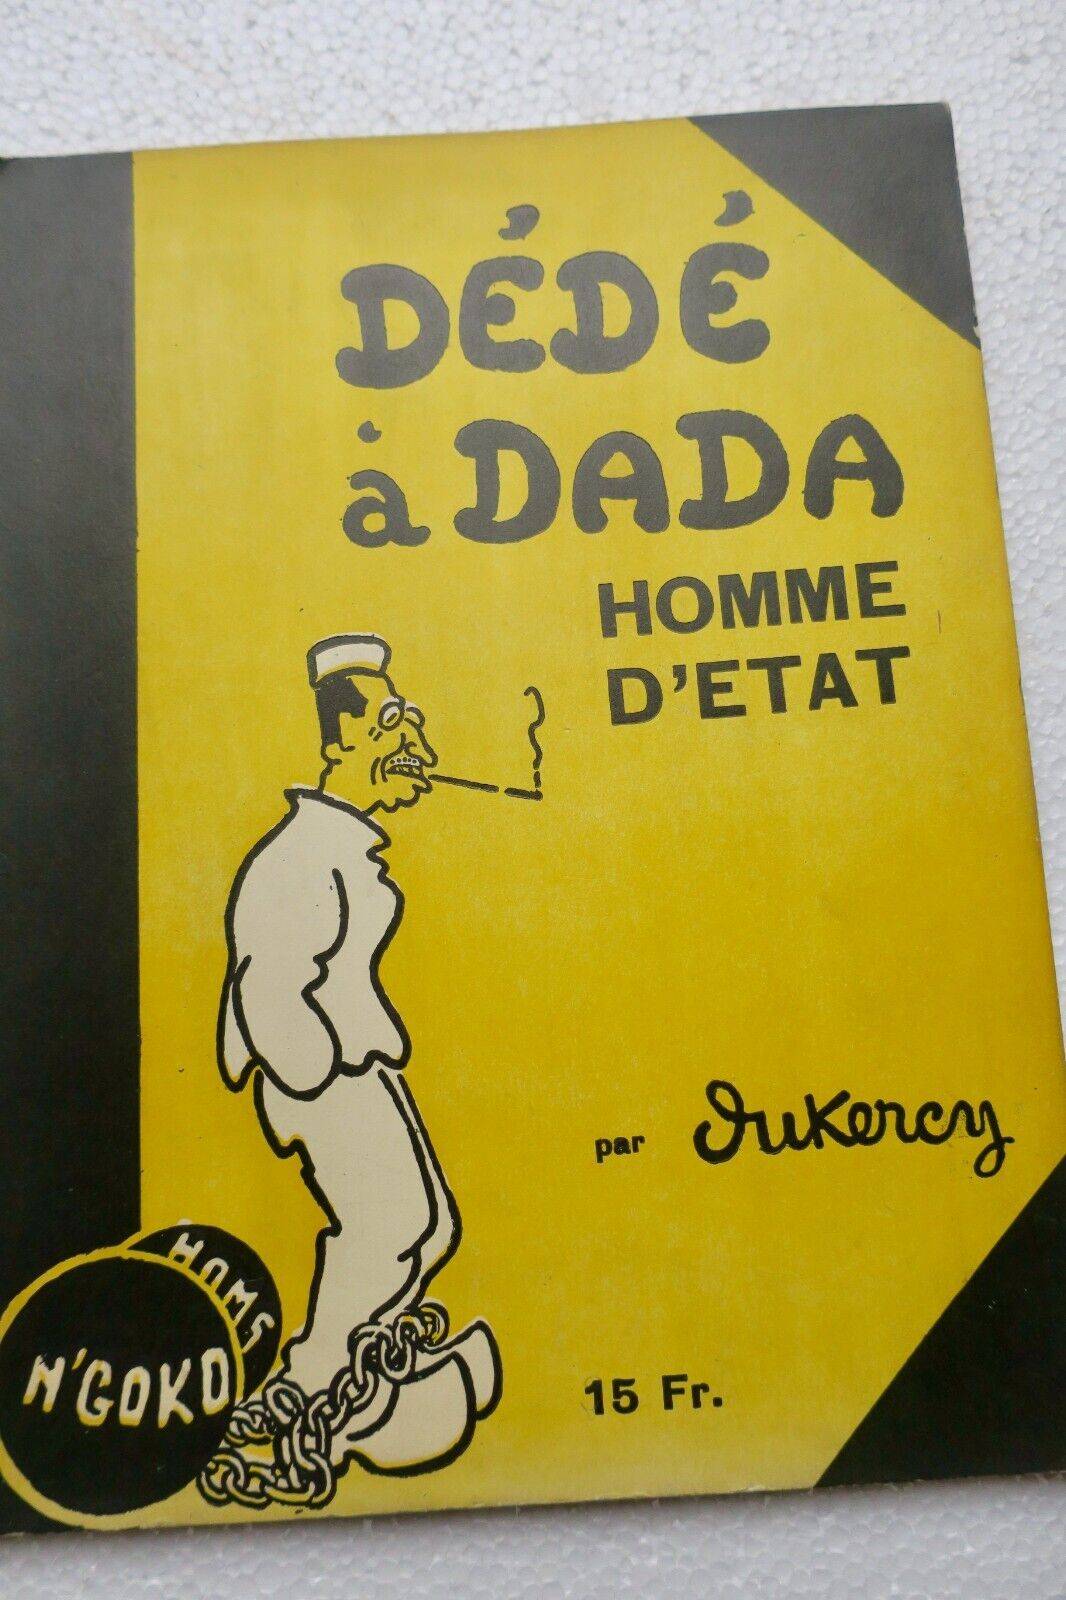 DÉDÉ
à DADA
HOMME
D'ETAT
par Dukercy
HOMS
N'GOKO
15 Fr.